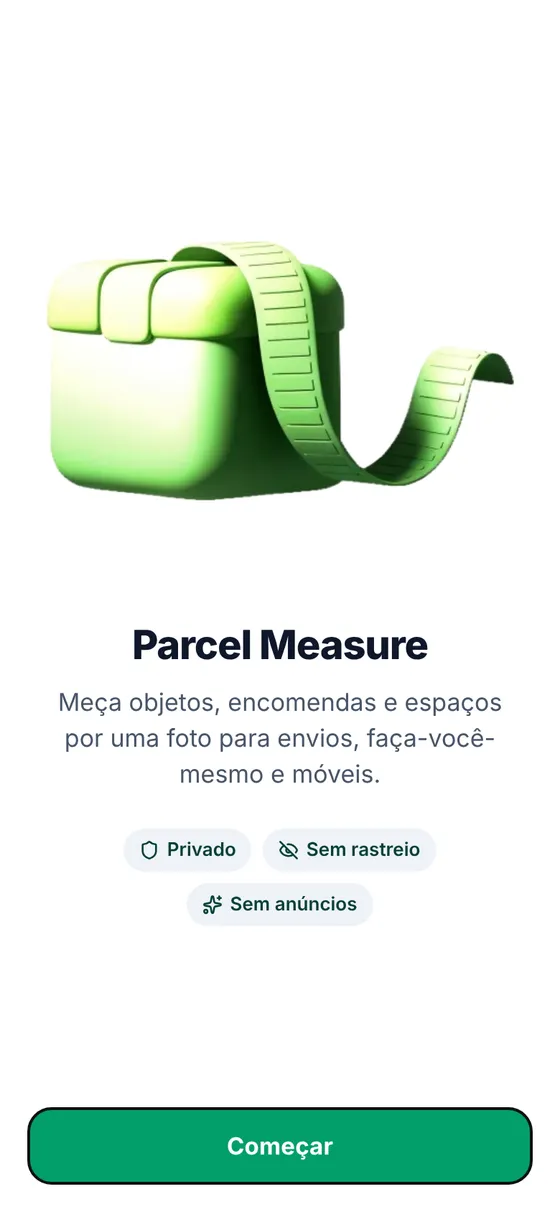 Parcel Measure
Meça objetos, encomendas e espaços
por uma foto para envios, faça-você-
mesmo e móveis.
Privado
Sem rastreio
Sem anúncios
Começar